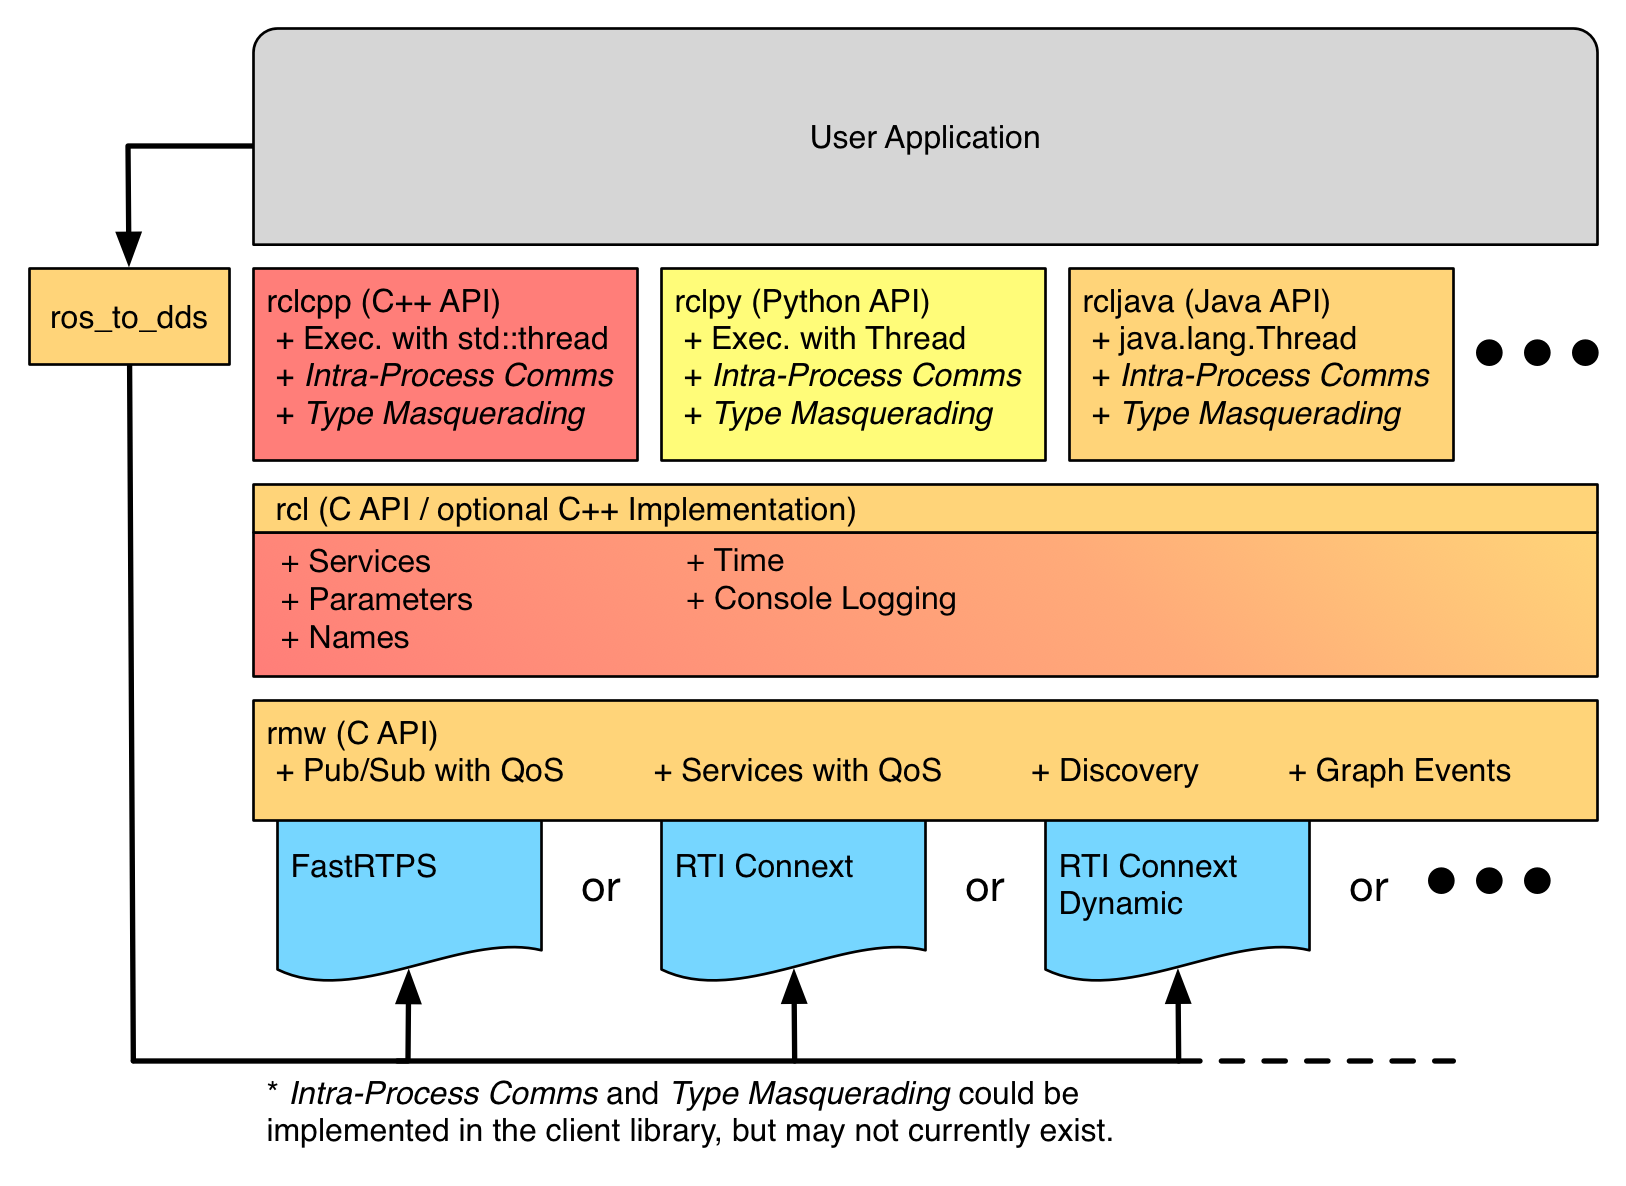 User Application
ros_to_dds
rclcpp (C++ API)
+ Exec. with std::thread
+ Intra-Process Comms
+ Type Masquerading
rclpy (Python API)
+ Exec. with Thread
+ Intra-Process Comms
+ Type Masquerading
rcljava (Java API)
+ java.lang.Thread
+ Intra-Process Comms
+ Type Masquerading
rcl (C API / optional C++ Implementation)
+ Services
+ Parameters
+ Names
+ Time
+ Console Logging
rmw (C API)
+ Pub/Sub with QoS + Services with QoS + Discovery + Graph Events
FastRTPS
or
RTI Connext
or
RTI Connext
Dynamic
or
* Intra-Process Comms and Type Masquerading could be
implemented in the client library, but may not currently exist.